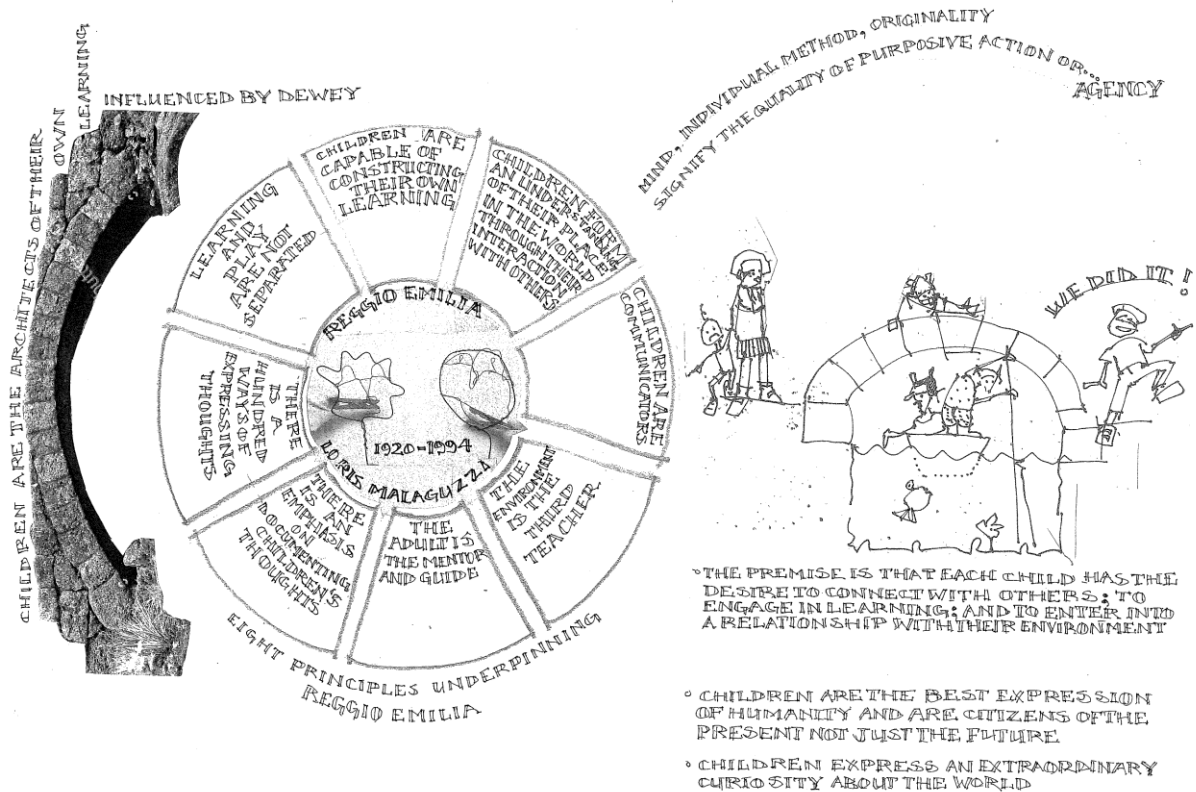 CHILDREN ARE THE ARCHITECTS OF THEIR
OWN
LEARNING
INFLUENCED BY DEWEY
CHILDREN ARE
CAPABLE OF
CONSTRUCTING
THEIR OWN
LEARNING
CHILDREN FORM
AN UNDERSTANDING
OF THEIR PLACE
IN THE WORLD
THROUGH THEIR
INTERACTION
WITH OTHERS
CHILDREN ARE
COMMUNICATORS
THE
ENVIRONMENT
IS THE
THIRD
TEACHER.
THE
ADULT IS
THE MENTOR
AND GUIDE
THERE
IS AN
EMPHASIS
ON
DOCUMENTING
CHILDREN'S
THOUGHTS
THERE
IS A
HUNDRED
WAYS OF
EXPRESSING
THOUGHTS
LEARNING
AND
PLAY
ARE NOT
SEPARATED
REGGIO EMILIA
1920-1994
LORIS MALAGUZZI
EIGHT PRINCIPLES UNDERPINNING
REGGIO EMILIA
MIND, INDIVIDUAL METHOD, ORIGINALITY
SIGNIFY THE QUALITY OF PURPOSIVE ACTION OR...
AGENCY
WE DID IT!
° THE PREMISE IS THAT EACH CHILD HAS THE
DESIRE TO CONNECT WITH OTHERS; TO
ENGAGE IN LEARNING; AND TO ENTER INTO
A RELATIONSHIP WITH THEIR ENVIRONMENT
° CHILDREN ARE THE BEST EXPRESSION
OF HUMANITY AND ARE CITIZENS OF THE
PRESENT NOT JUST THE FUTURE
° CHILDREN EXPRESS AN EXTRAORDINARY
CURIOSITY ABOUT THE WORLD